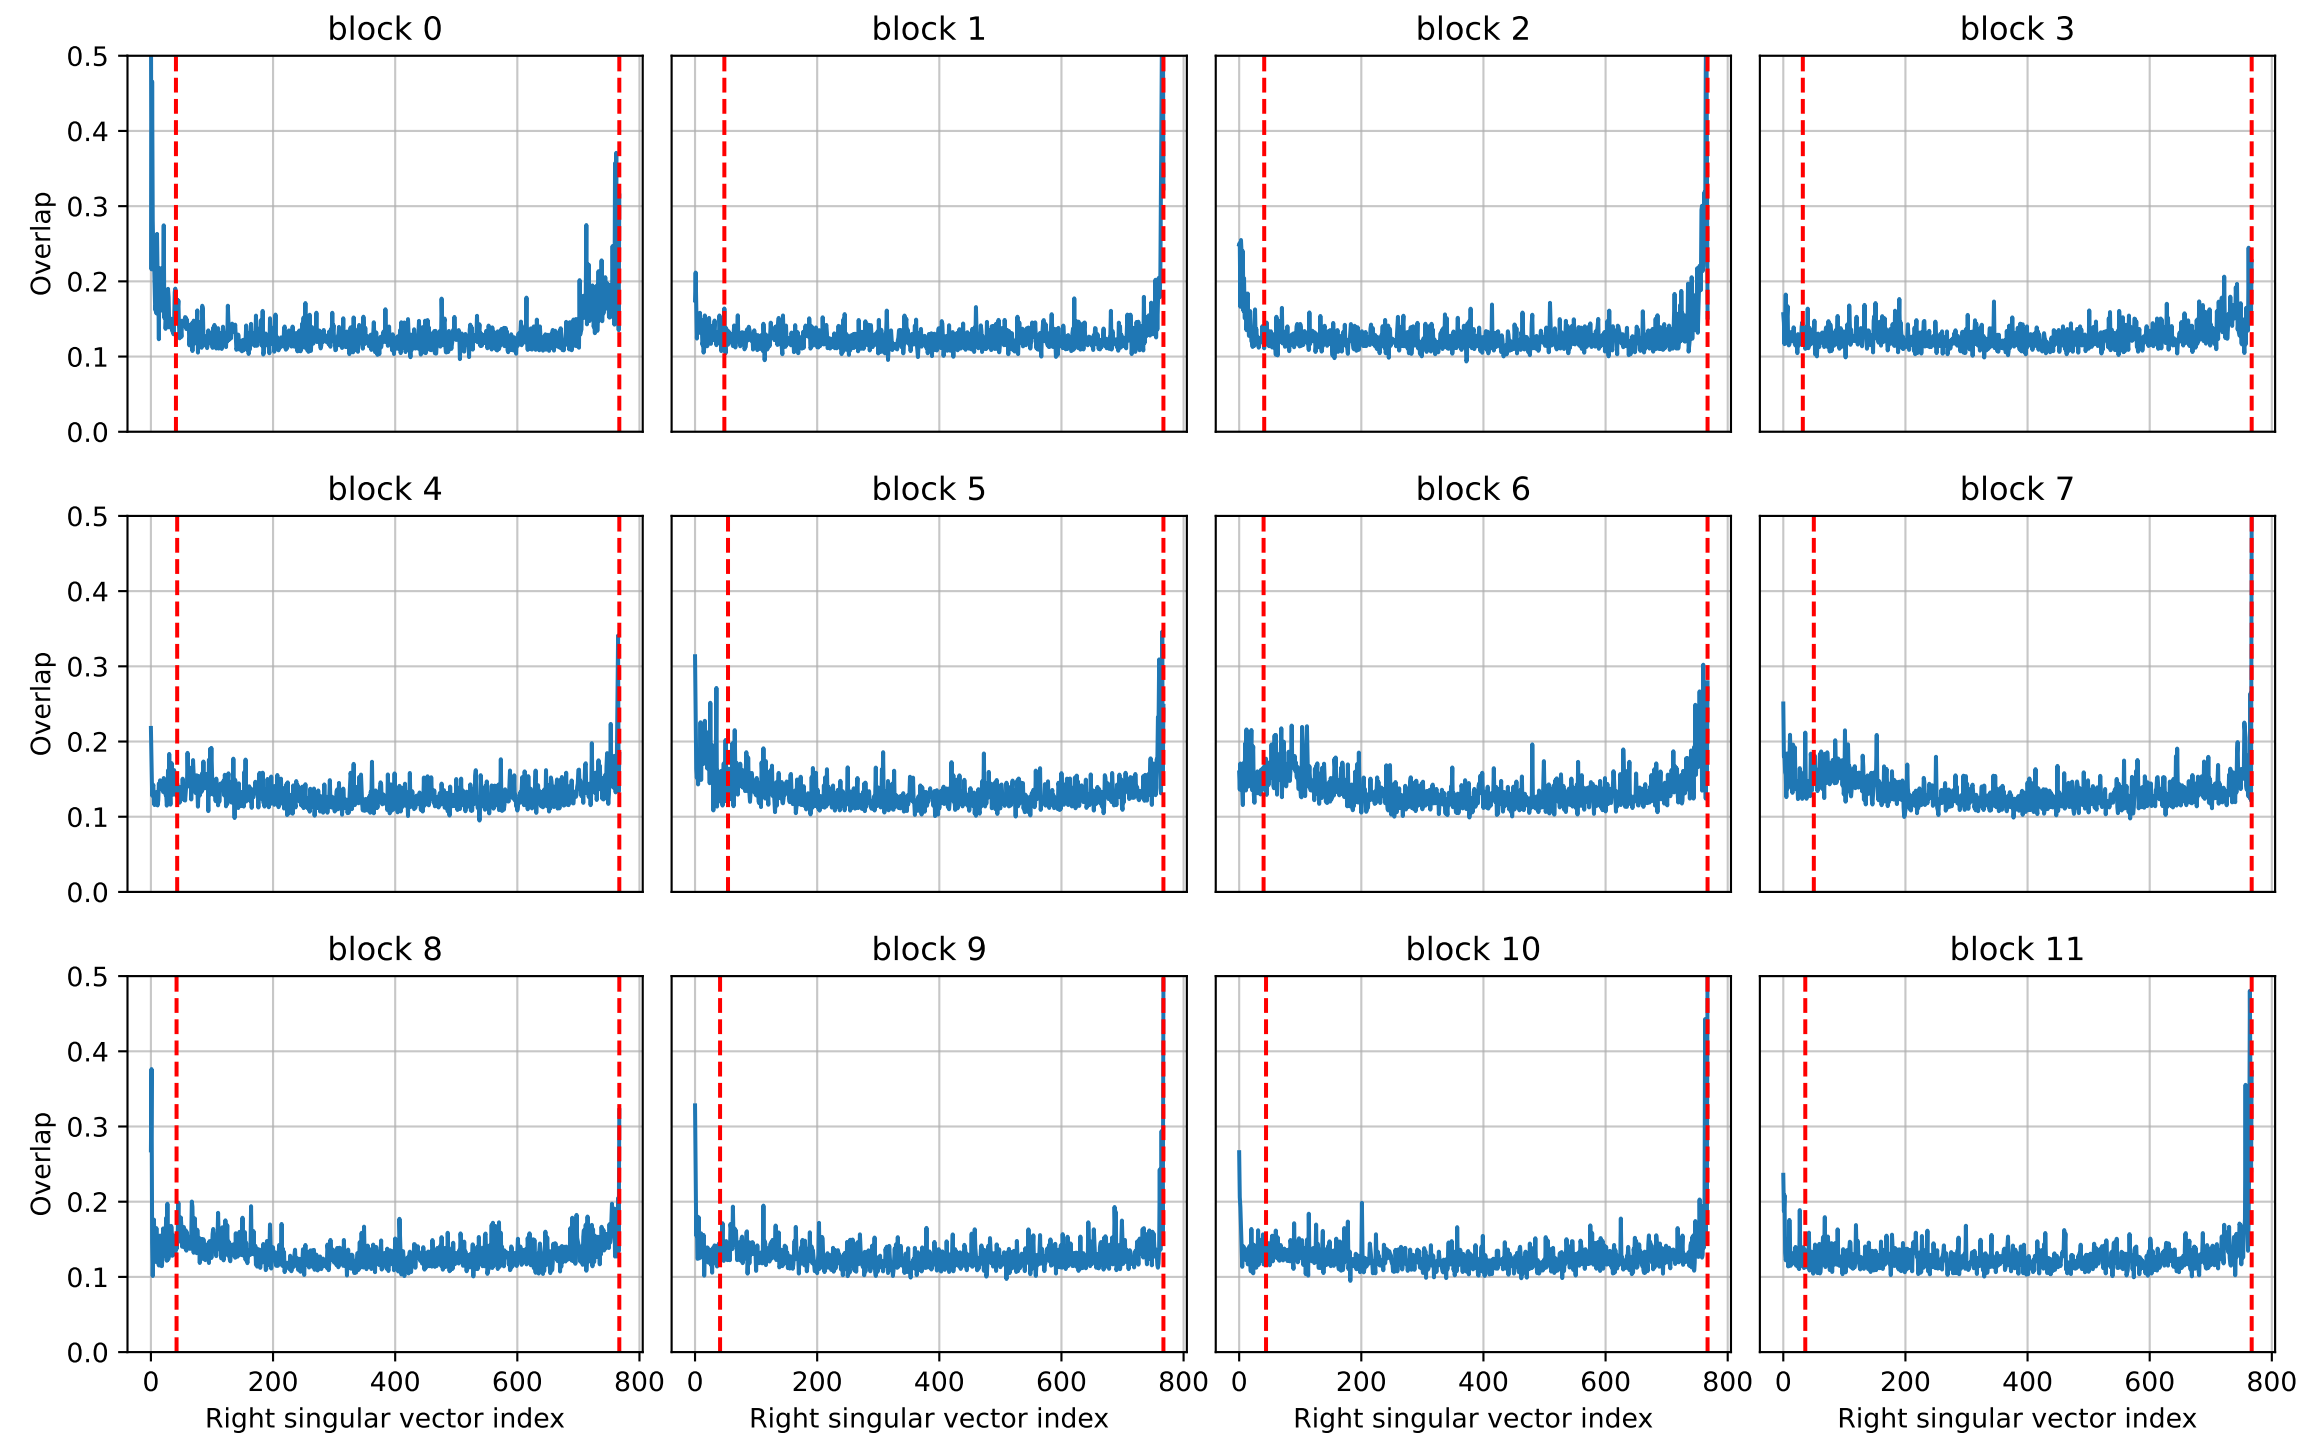 block 0
block 1
block 2
block 3
0.5
0.4
0.3
0.2
0.1
0.0
Overlap
block 4
block 5
block 6
block 7
0.5
0.4
0.3
0.2
0.1
0.0
Overlap
block 8
block 9
block 10
block 11
0.5
0.4
0.3
0.2
0.1
0.0
Overlap
0 200 400 600 800
0 200 400 600 800
0 200 400 600 800
0 200 400 600 800
Right singular vector index
Right singular vector index
Right singular vector index
Right singular vector index